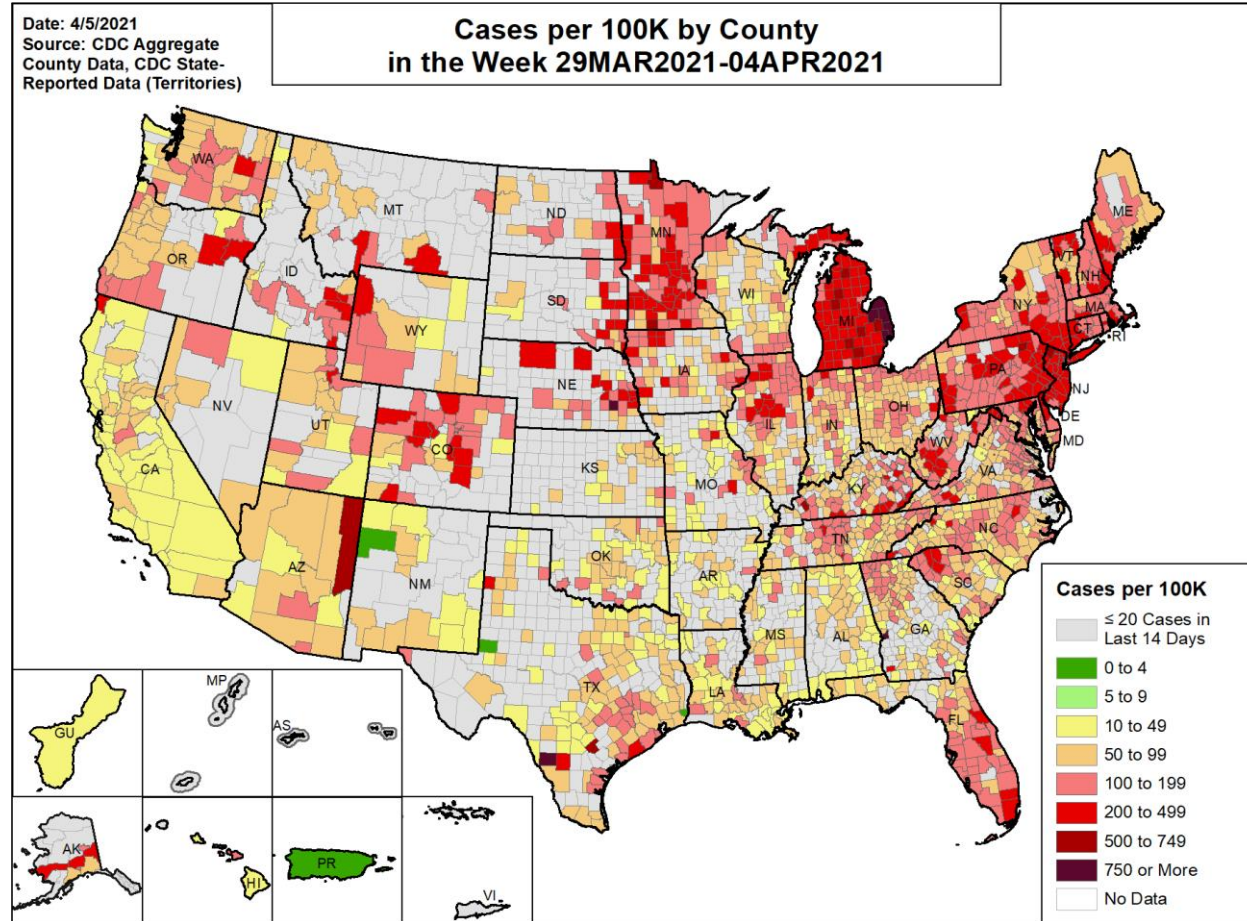 Date: 4/5/2021
Source: CDC Aggregate
County Data, CDC State-
Reported Data (Territories)
Cases per 100K by County
in the Week 29MAR2021-04APR2021
WA
MT
ND
MN
ME
OR
ID
SD
WI
MI
VT
NH
NY
MA
CT
RI
WY
NE
IA
PA
NJ
NV
UT
CO
IL
IN
OH
DE
MD
WV
VA
CA
KS
MO
KY
NC
AZ
NM
OK
AR
TN
SC
MS
AL
GA
TX
LA
FL
GU
MP
AS
AK
HI
PR
VI
Cases per 100K
≤ 20 Cases in
Last 14 Days
0 to 4
5 to 9
10 to 49
50 to 99
100 to 199
200 to 499
500 to 749
750 or More
No Data